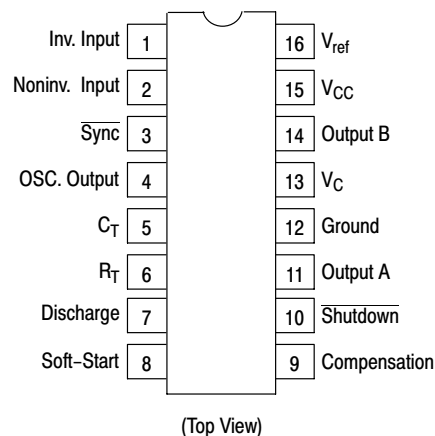 Inv. Input 1 16 Vref
Noninv. Input 2 15 VCC
Sync 3 14 Output B
OSC. Output 4 13 VC
CT 5 12 Ground
RT 6 11 Output A
Discharge 7 10 Shutdown
Soft−Start 8 9 Compensation
(Top View)